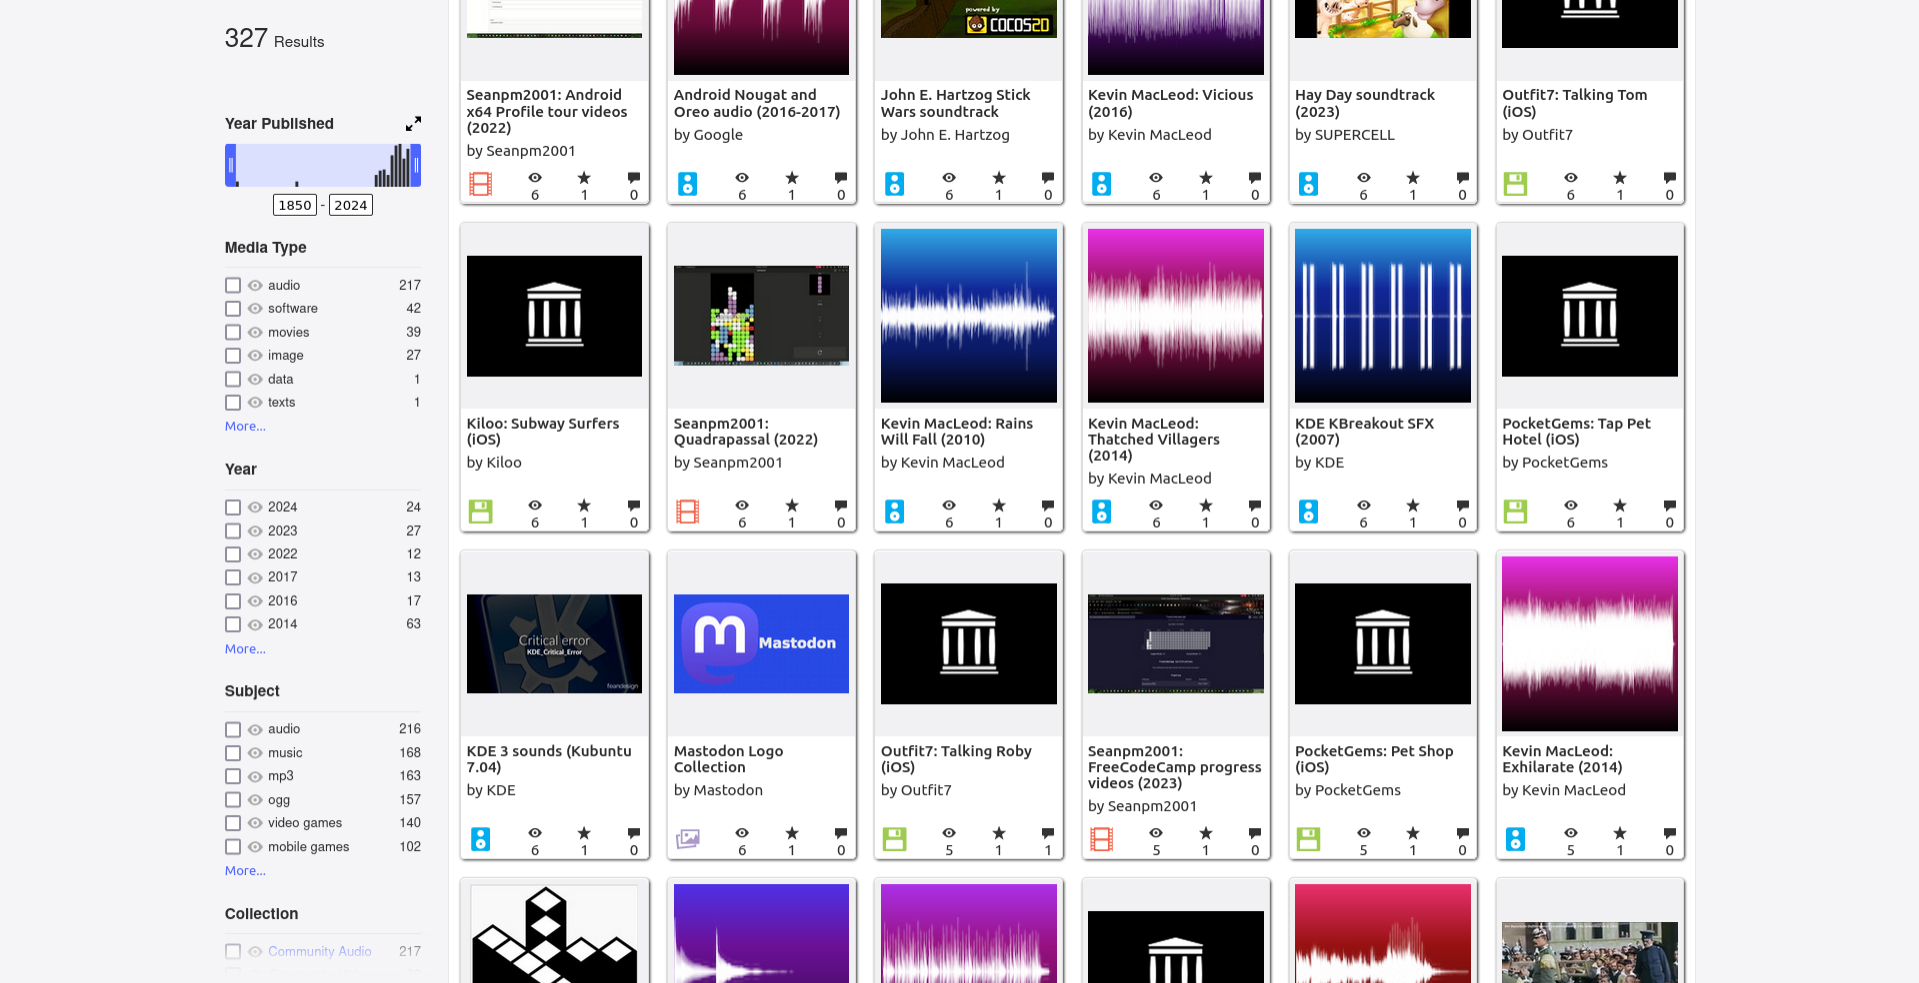 327 Results
Year Published
1850 - 2024
Media Type
audio 217
software 42
movies 39
image 27
data 1
texts 1
More...
Year
2024 24
2023 27
2022 12
2017 13
2016 17
2014 63
More...
Subject
audio 216
music 168
mp3 163
ogg 157
video games 140
mobile games 102
More...
Collection
Community Audio 217
Seanpm2001: Android
x64 Profile tour videos
(2022)
by Seanpm2001
6 1 0
Android Nougat and
Oreo audio (2016-2017)
by Google
6 1 0
powered by
COCOS2D
John E. Hartzog Stick
Wars soundtrack
by John E. Hartzog
6 1 0
Kevin MacLeod: Vicious
(2016)
by Kevin MacLeod
6 1 0
Hay Day soundtrack
(2023)
by SUPERCELL
6 1 0
Outfit7: Talking Tom
(iOS)
by Outfit7
6 1 0
Kiloo: Subway Surfers
(iOS)
by Kiloo
6 1 0
Seanpm2001:
Quadrapassal (2022)
by Seanpm2001
6 1 0
Kevin MacLeod: Rains
Will Fall (2010)
by Kevin MacLeod
6 1 0
Kevin MacLeod:
Thatched Villagers
(2014)
by Kevin MacLeod
6 1 0
KDE KBreakout SFX
(2007)
by KDE
6 1 0
PocketGems: Tap Pet
Hotel (iOS)
by PocketGems
6 1 0
Critical error
KDE_Critical_Error
feandesign
KDE 3 sounds (Kubuntu
7.04)
by KDE
6 1 0
Mastodon
Mastodon Logo
Collection
by Mastodon
6 1 0
Outfit7: Talking Roby
(iOS)
by Outfit7
5 1 1
Seanpm2001:
FreeCodeCamp progress
videos (2023)
by Seanpm2001
5 1 0
PocketGems: Pet Shop
(iOS)
by PocketGems
5 1 0
Kevin MacLeod:
Exhilarate (2014)
by Kevin MacLeod
5 1 0